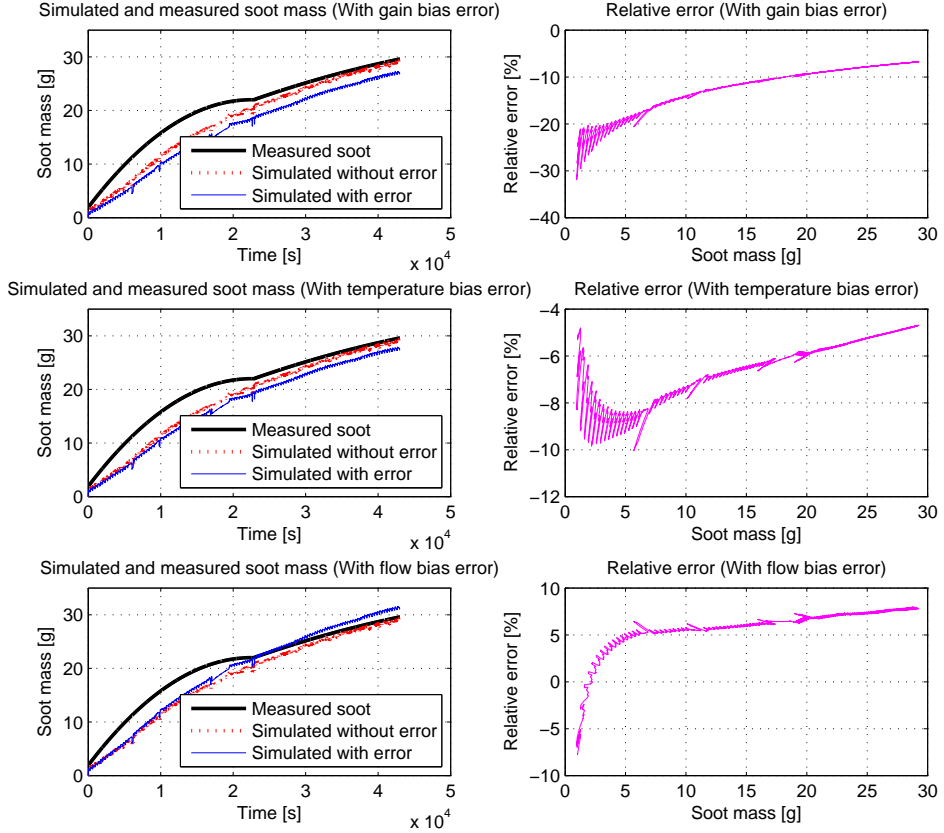 Simulated and measured soot mass (With gain bias error)
Soot mass [g]
30
20
10
0
0 1 2 3 4 5
Time [s]
x 10^4
Measured soot
Simulated without error
Simulated with error
Relative error (With gain bias error)
Relative error [%]
0
−10
−20
−30
−40
0 5 10 15 20 25 30
Soot mass [g]
Simulated and measured soot mass (With temperature bias error)
Soot mass [g]
30
20
10
0
0 1 2 3 4 5
Time [s]
x 10^4
Measured soot
Simulated without error
Simulated with error
Relative error (With temperature bias error)
Relative error [%]
−4
−6
−8
−10
−12
0 5 10 15 20 25 30
Soot mass [g]
Simulated and measured soot mass (With flow bias error)
Soot mass [g]
30
20
10
0
0 1 2 3 4 5
Time [s]
x 10^4
Measured soot
Simulated without error
Simulated with error
Relative error (With flow bias error)
Relative error [%]
10
5
0
−5
−10
0 5 10 15 20 25 30
Soot mass [g]